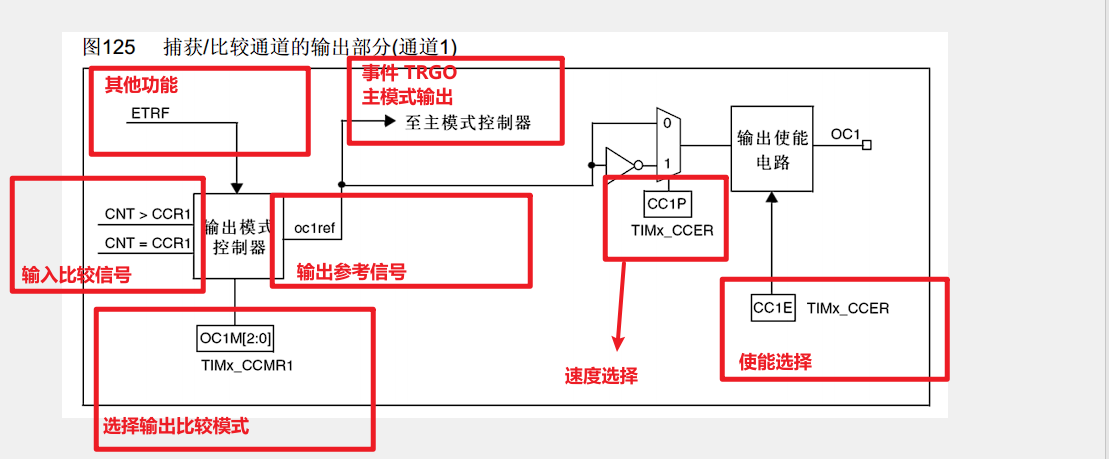 图125 捕获/比较通道的输出部分(通道1)
其他功能
ETRF
事件 TRGO
主模式输出
至主模式控制器
0
1
输出使能
电路
OC1
CNT > CCR1
CNT = CCR1
输入比较信号
输出模式
控制器
oc1ref
输出参考信号
CC1P
TIMx_CCER
速度选择
CC1E
TIMx_CCER
使能选择
OC1M[2:0]
TIMx_CCMR1
选择输出比较模式